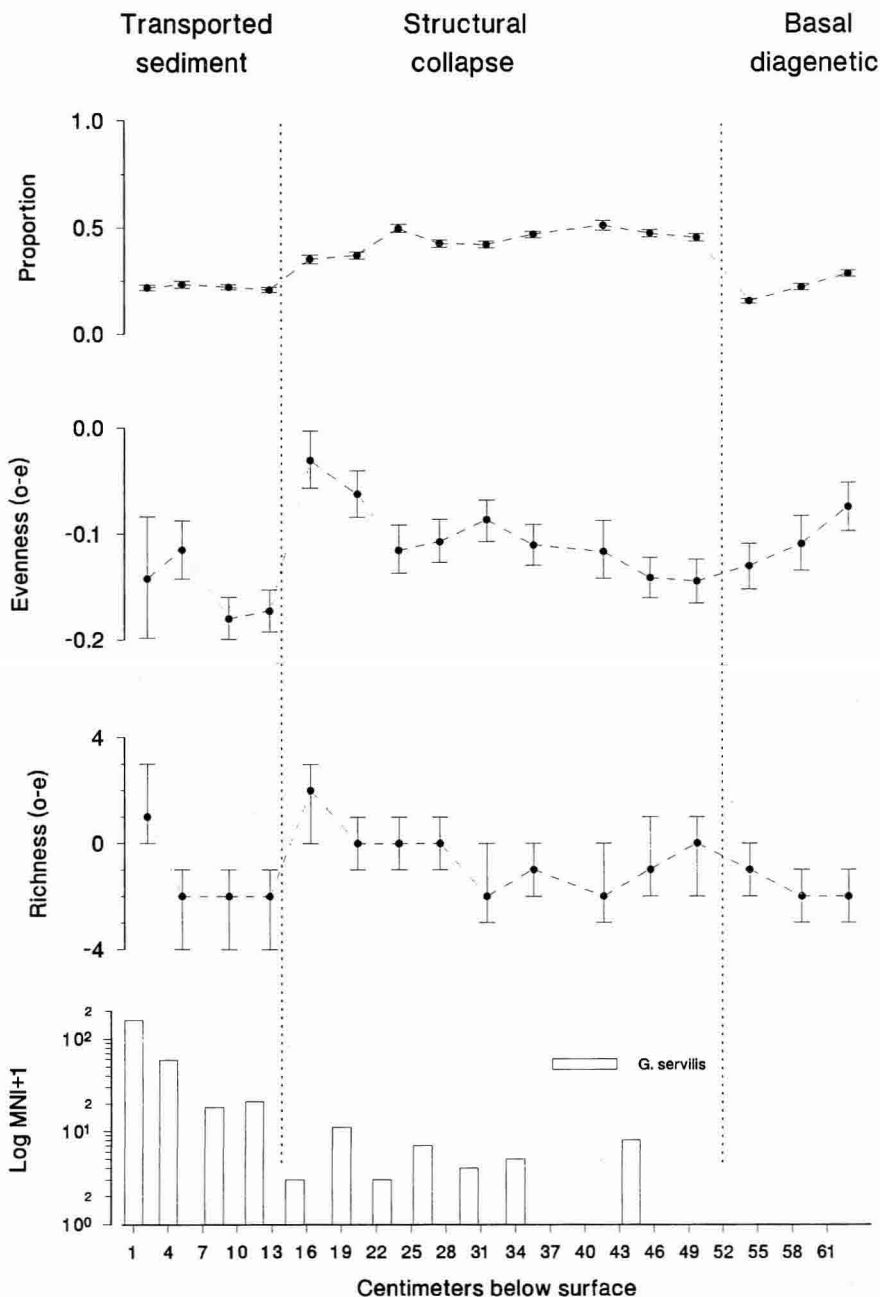 Transported Structural Basal
sediment collapse diagenetic
1.0
0.5
0.0
Proportion
0.0
-0.1
-0.2
Evenness (o-e)
4
0
-4
Richness (o-e)
2
10²
2
10¹
2
10⁰
Log MNI+1
G. servilis
1 4 7 10 13 16 19 22 25 28 31 34 37 40 43 46 49 52 55 58 61
Centimeters below surface